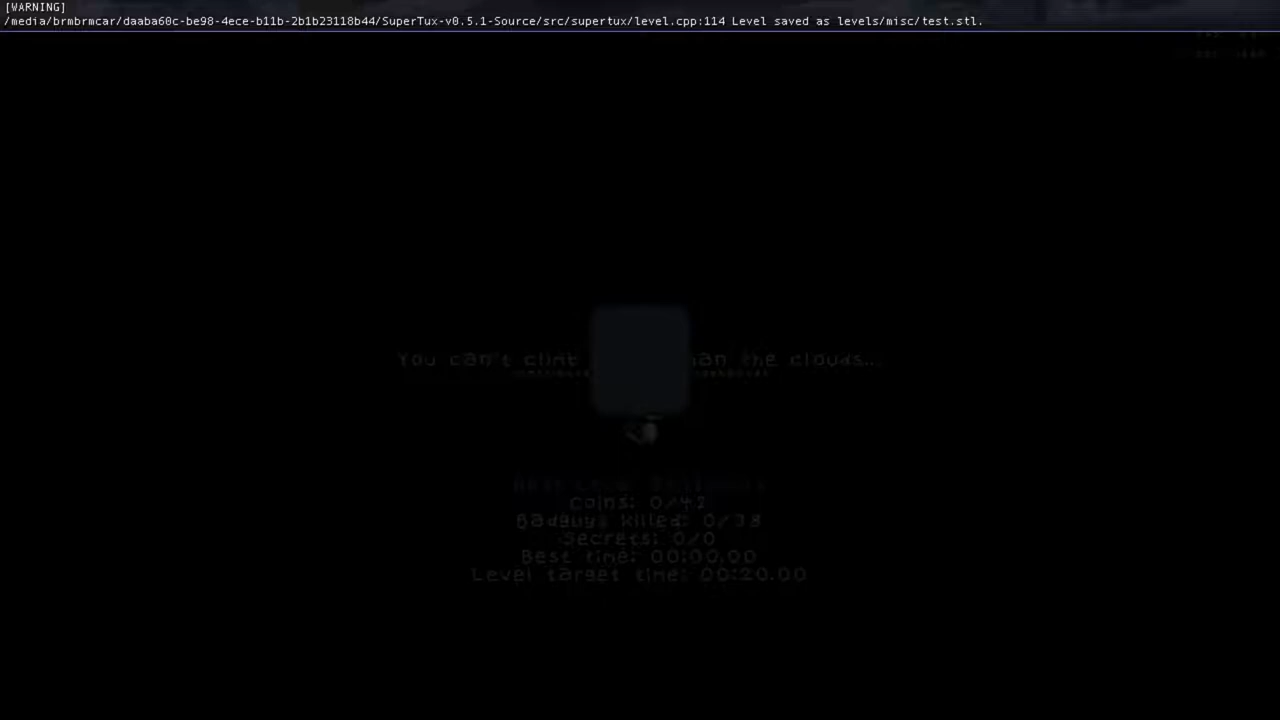 [WARNING]
/media/brmbrmcar/daaba60c-be98-4ece-b11b-2b1b23118b44/SuperTux-v0.5.1-Source/src/supertux/level.cpp:114 Level saved as levels/misc/test.stl.
You can't climb the clouds...
Coins: 0/42
Badguys killed: 0/38
Secrets: 0/0
Best time: 00:00.00
Level target time: 00:20.00